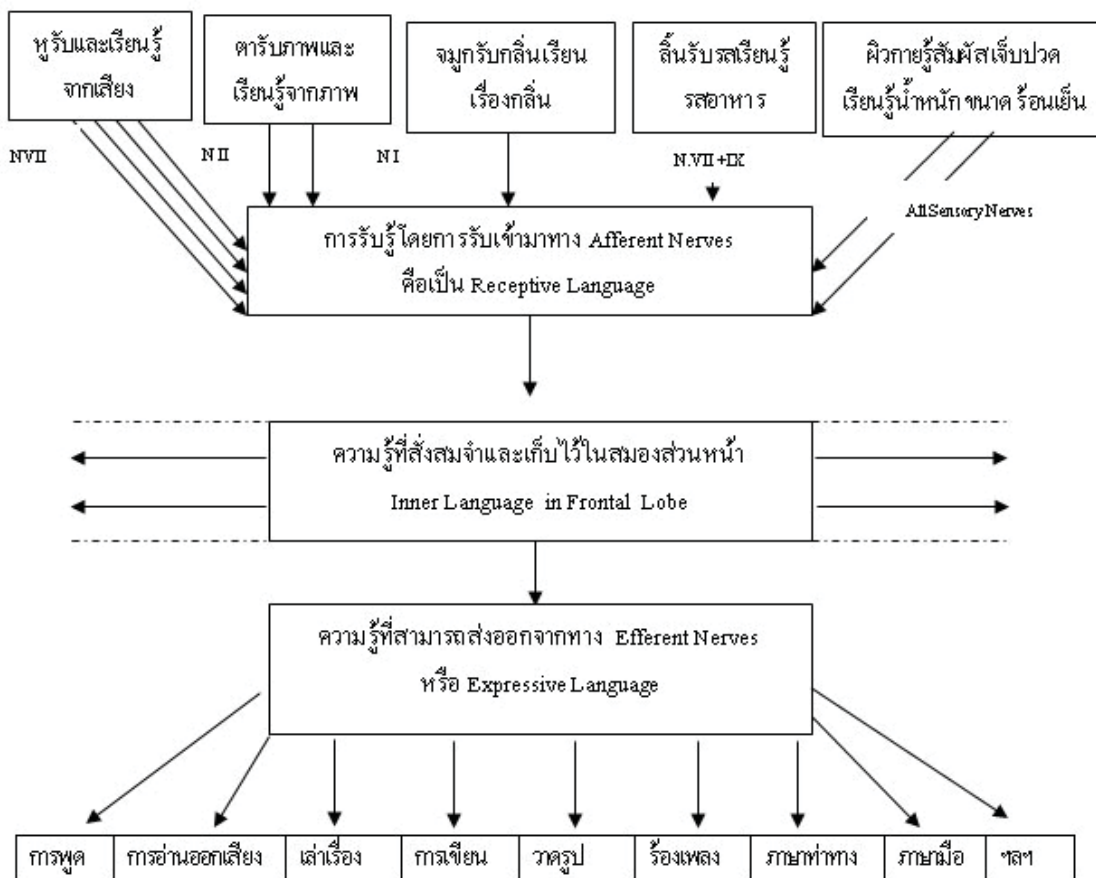 หูรับและเรียนรู้
จากเสียง
ตารับภาพและ
เรียนรู้จากภาพ
จมูกรับกลิ่นเรียน
เรื่องกลิ่น
ลิ้นรับรสเรียนรู้
รสอาหาร
ผิวกายรู้สัมผัสเจ็บปวด
เรียนรู้น้ำหนัก ขนาด ร้อนเย็น
NVII
N II
N I
N.VII +IX
All Sensory Nerves
การรับรู้โดยการรับเข้ามาทาง Afferent Nerves
คือเป็น Receptive Language
ความรู้ที่สั่งสมจำและเก็บไว้ในสมองส่วนหน้า
Inner Language in Frontal Lobe
ความรู้ที่สามารถส่งออกจากทาง Efferent Nerves
หรือ Expressive Language
การพูด
การอ่านออกเสียง
เล่าเรื่อง
การเขียน
วาดรูป
ร้องเพลง
ภาษาท่าทาง
ภาษามือ
ฯลฯ